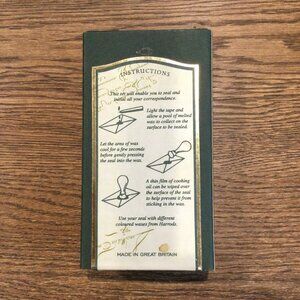 INSTRUCTIONS
This set will enable you to seal and
initial all your correspondence.
Light the tape and
allow a pool of melted
wax to collect on the
surface to be sealed.
Let the area of wax
cool for a few seconds
before gently pressing
the seal into the wax.
A thin film of cooking
oil can be wiped over
the surface of the seal
to help prevent it from
sticking in the wax.
Use your seal with different
coloured waxes from Harrods.
MADE IN GREAT BRITAIN